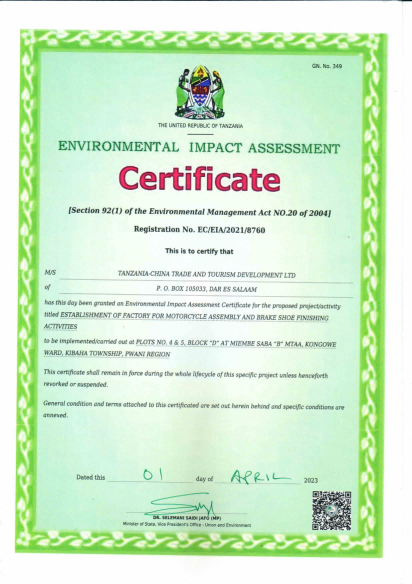 GN. No. 349
THE UNITED REPUBLIC OF TANZANIA
ENVIRONMENTAL IMPACT ASSESSMENT
Certificate
[Section 92(1) of the Environmental Management Act NO.20 of 2004]
Registration No. EC/EIA/2021/8760
This is to certify that
M/S TANZANIA-CHINA TRADE AND TOURISM DEVELOPMENT LTD
of P. O. BOX 105033, DAR ES SALAAM
has this day been granted an Environmental Impact Assessment Certificate for the proposed project/activity
titled ESTABLISHMENT OF FACTORY FOR MOTORCYCLE ASSEMBLY AND BRAKE SHOE FINISHING
ACTIVITIES
to be implemented/carried out at PLOTS NO. 4 & 5, BLOCK "D" AT MIEMBE SABA "B" MTAA, KONGOWE
WARD, KIBAHA TOWNSHIP, PWANI REGION
This certificate shall remain in force during the whole lifecycle of this specific project unless henceforth
revorked or suspended.
General condition and terms attached to this certificated are set out herein behind and specific conditions are
annexed.
Dated this 01 day of APRIL 2023
DR. SELEMANI SAIDI JAFO (MP)
Minister of State, Vice President's Office - Union and Environment